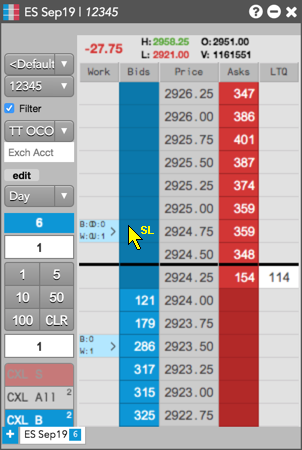 ES Sep19 | 12345
-27.75 H: 2958.25 O: 2951.00
L: 2921.00 V: 1161551
<Default
12345
Filter
TT OCO
Exch Acct
edit
Day
6
1
1 5
10 50
100 CLR
1
CXL S
CXL All 2
CXL B 2
Work Bids Price Asks LTQ
2926.25 347
2926.00 386
2925.75 401
2925.50 387
2925.25 374
2925.00 359
SL 2924.75 359
2924.50 348
2924.25 154 114
121 2924.00
179 2923.75
B:0
W:1 286 2923.50
317 2923.25
315 2923.00
325 2922.75
+ ES Sep19 6